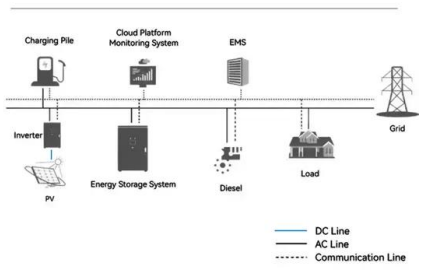 Charging Pile
Cloud Platform
Monitoring System
EMS
Grid
Inverter
PV
Energy Storage System
Diesel
Load
DC Line
AC Line
Communication Line